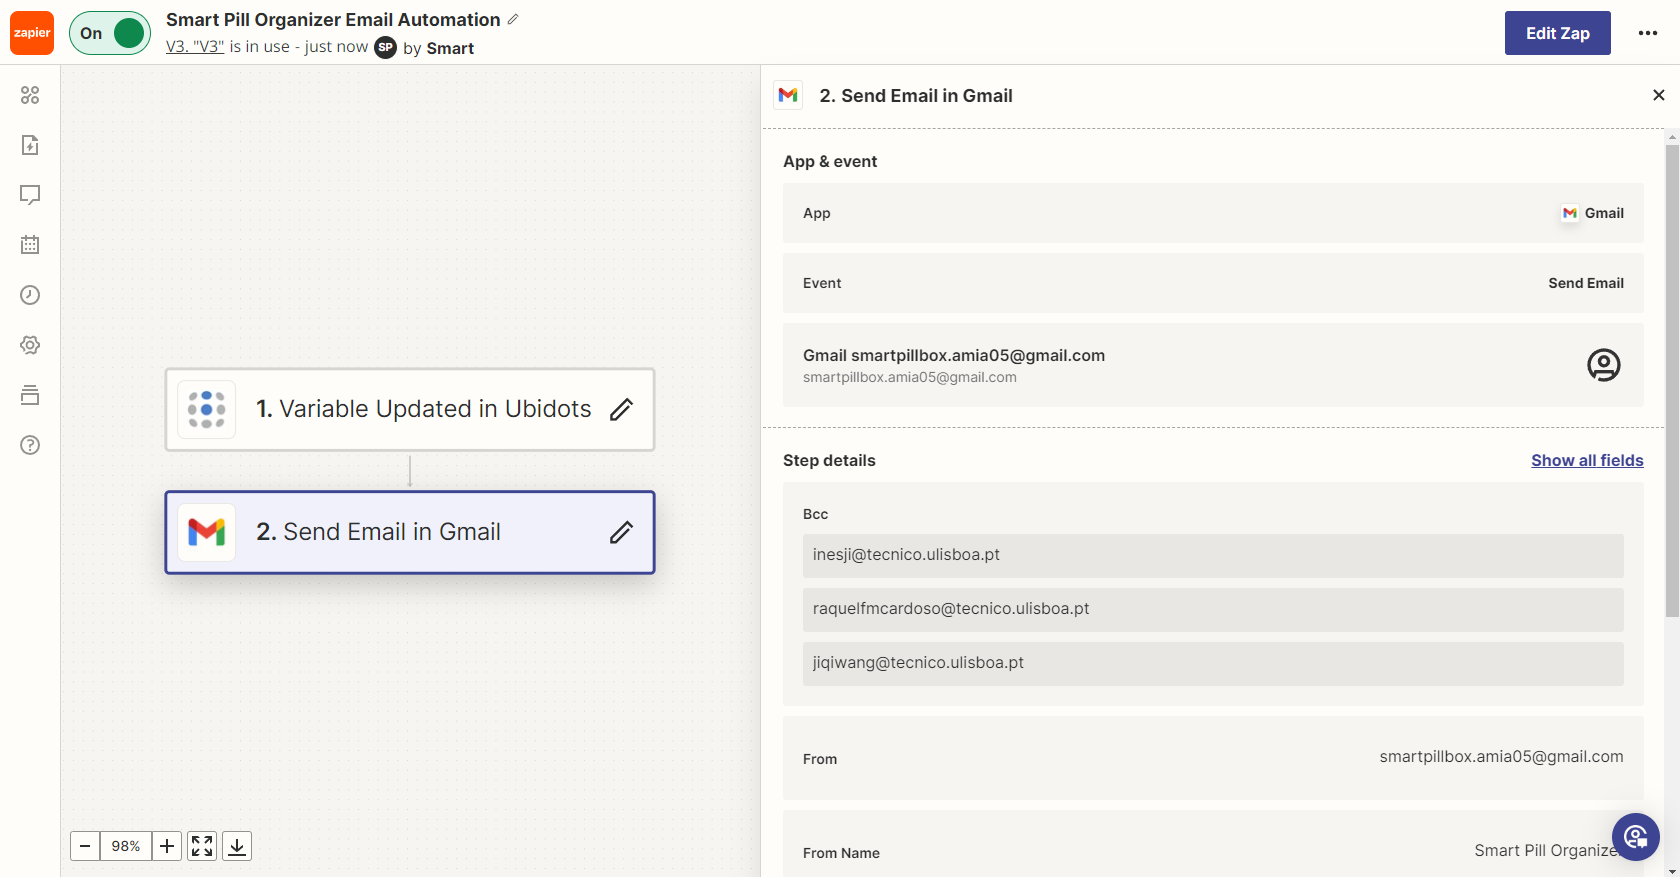 zapier
On
Smart Pill Organizer Email Automation
V3. "V3" is in use - just now SP by Smart
Edit Zap
2. Send Email in Gmail
App & event
App
Gmail
Event
Send Email
Gmail smartpillbox.amia05@gmail.com
smartpillbox.amia05@gmail.com
1. Variable Updated in Ubidots
2. Send Email in Gmail
Step details
Show all fields
Bcc
inesji@tecnico.ulisboa.pt
raquelfmcardoso@tecnico.ulisboa.pt
jiqiwang@tecnico.ulisboa.pt
From
smartpillbox.amia05@gmail.com
From Name
Smart Pill Organize
98%